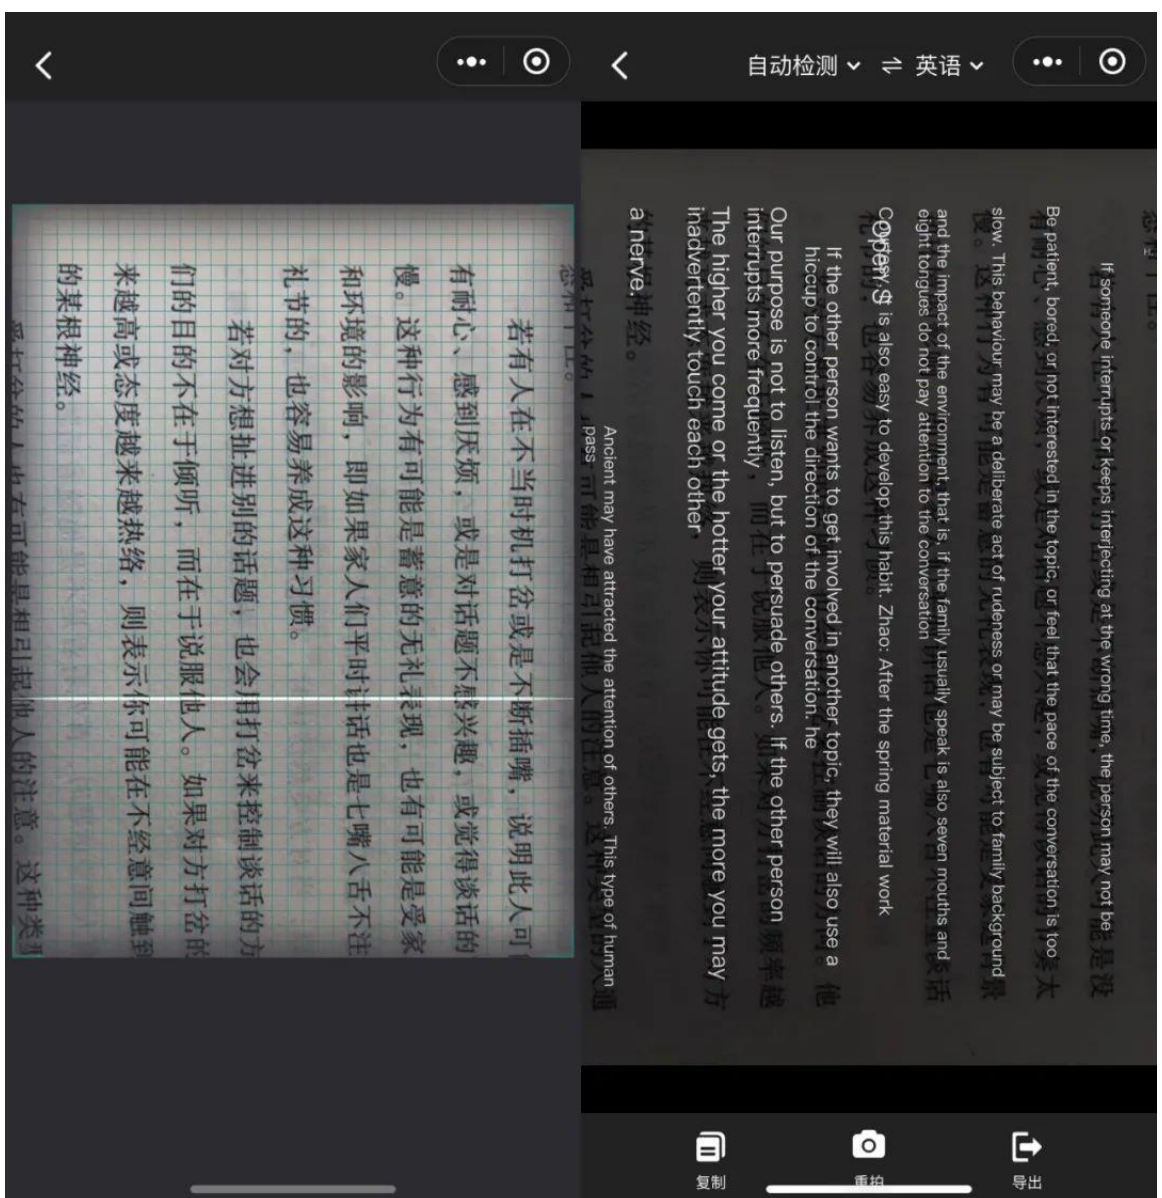 若有人在不当时机打岔或是不断插嘴，说明此人可
有耐心、感到厌烦，或是对话题不感兴趣，或觉得谈话的
慢。这种行为有可能是蓄意的无礼表现，也有可能是受家
和环境的影响，即如果家人们平时讲话也是七嘴八舌不注
礼节的，也容易养成这种习惯。
若对方想扯进别的话题，也会用打岔来控制谈话的方
们的目的不在于倾听，而在于说服他人。如果对方打岔的
来越高或态度越来越热络，则表示你可能在不经意间触到
的某根神经。
人也有可能是相引起他人的注意。这种类
自动检测 ⇌ 英语
If someone interrupts or keeps interjecting at the wrong time, the person may not be
Be patient, bored, or not interested in the topic, or feel that the pace of the conversation is too
slow. This behaviour may be a deliberate act of rudeness or may be subject to family background
and the impact of the environment, that is, if the family usually speak is also seven mouths and
eight tongues do not pay attention to the conversation
is also easy to develop this habit. Zhao: After the spring material work
Open, S
If the other person wants to get involved in another topic, they will also use a
hiccup to control the direction of the conversation. he
Our purpose is not to listen, but to persuade others. If the other person
interrupts more frequently
The higher you come or the hotter your attitude gets, the more you may
inadvertently touch each other
a nerve.
Ancient may have attracted the attention of others. This type of human
pass
复制
重拍
导出